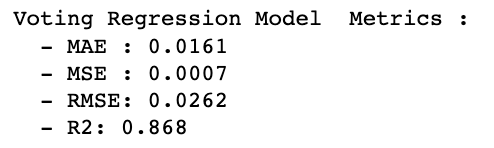 Voting Regression Model  Metrics :
  - MAE : 0.0161
  - MSE : 0.0007
  - RMSE: 0.0262
  - R2: 0.868